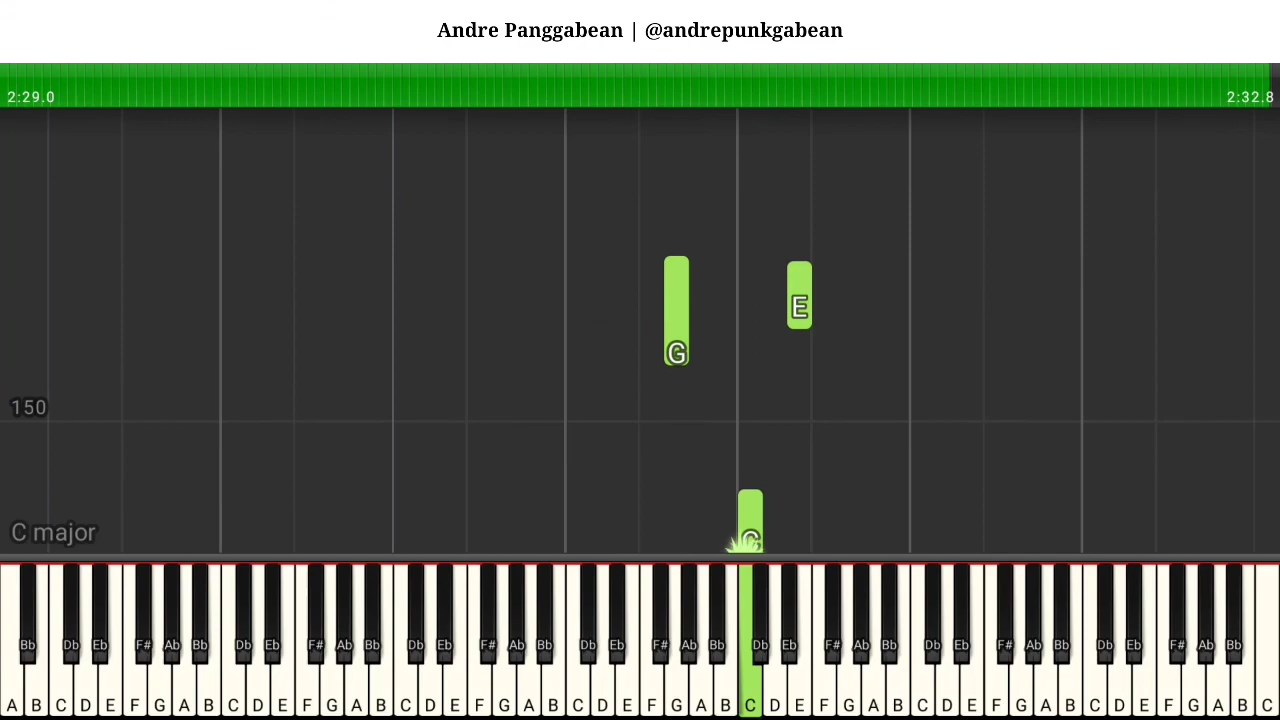 Andre Panggabean | @andrepunkgabean
2:29.0 2:32.8
G E
150
C
C major
Bb Db Eb F# Ab Bb Db Eb F# Ab Bb Db Eb F# Ab Bb Db Eb F# Ab Bb Db Eb F# Ab Bb Db Eb F# Ab Bb Db Eb F# Ab Bb
A B C D E F G A B C D E F G A B C D E F G A B C D E F G A B C D E F G A B C D E F G A B C D E F G A B C